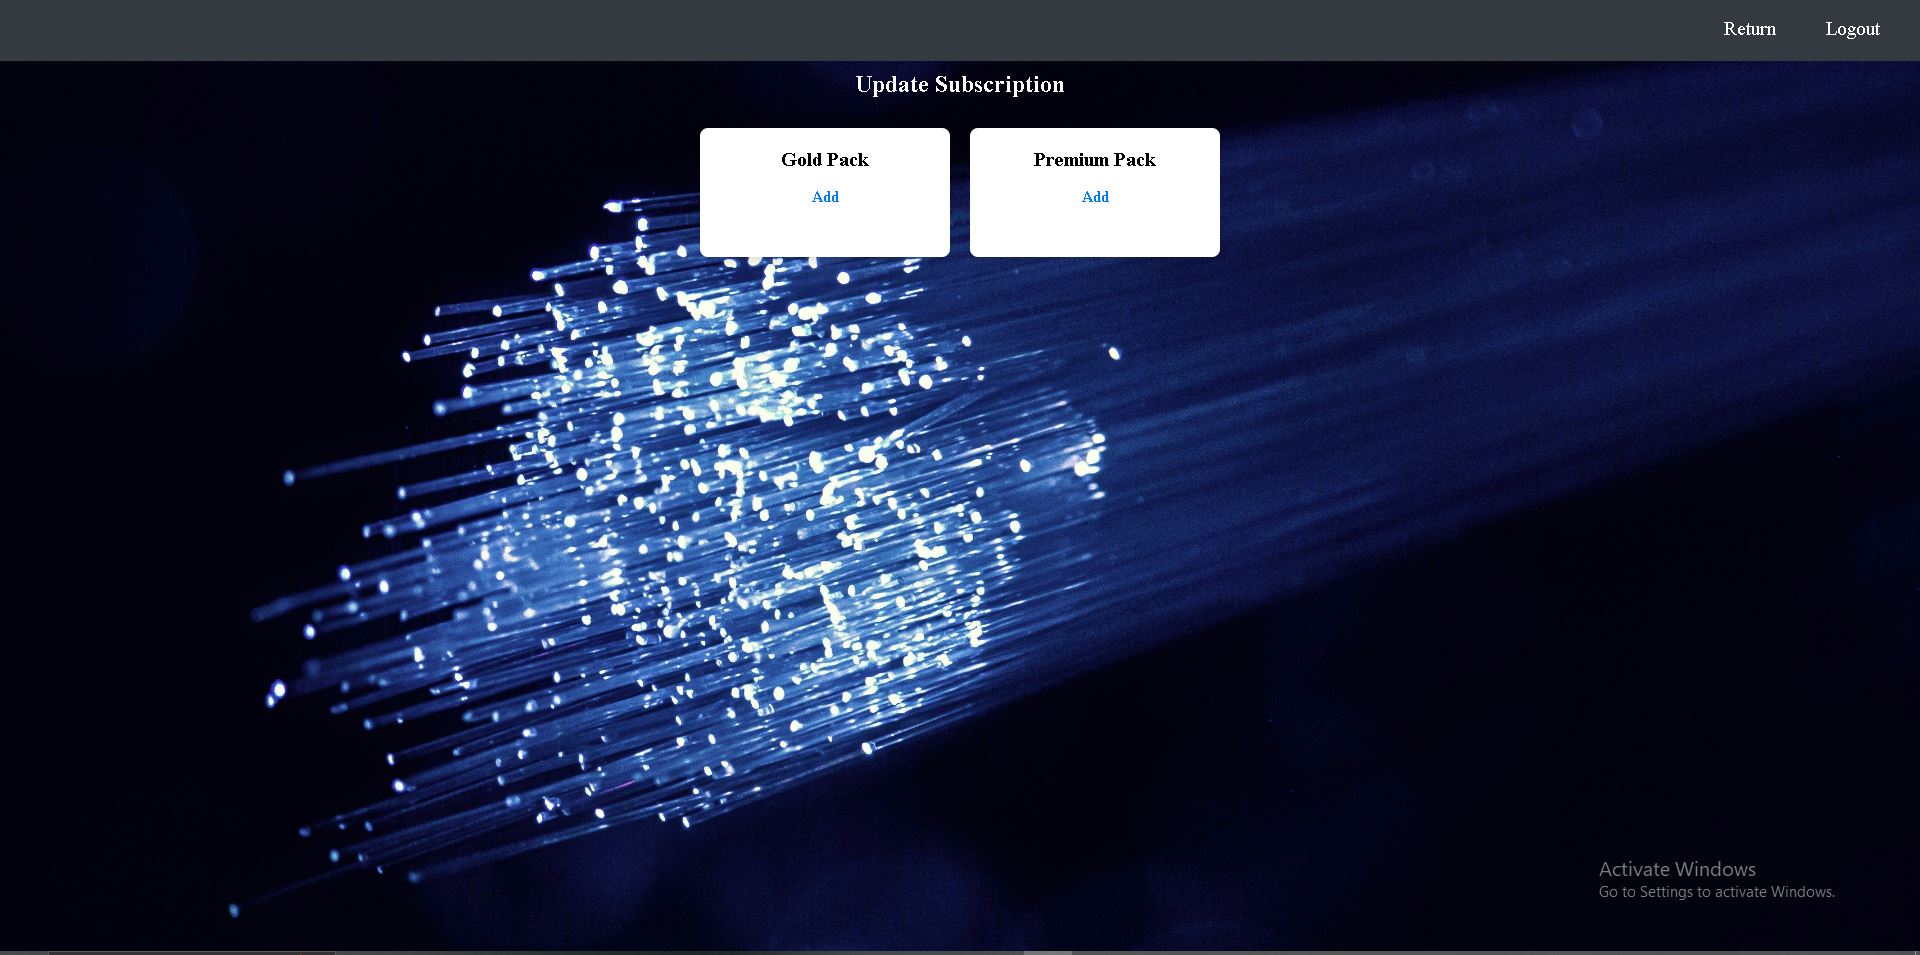 Return Logout
Update Subscription
Gold Pack
Add
Premium Pack
Add
Activate Windows
Go to Settings to activate Windows.